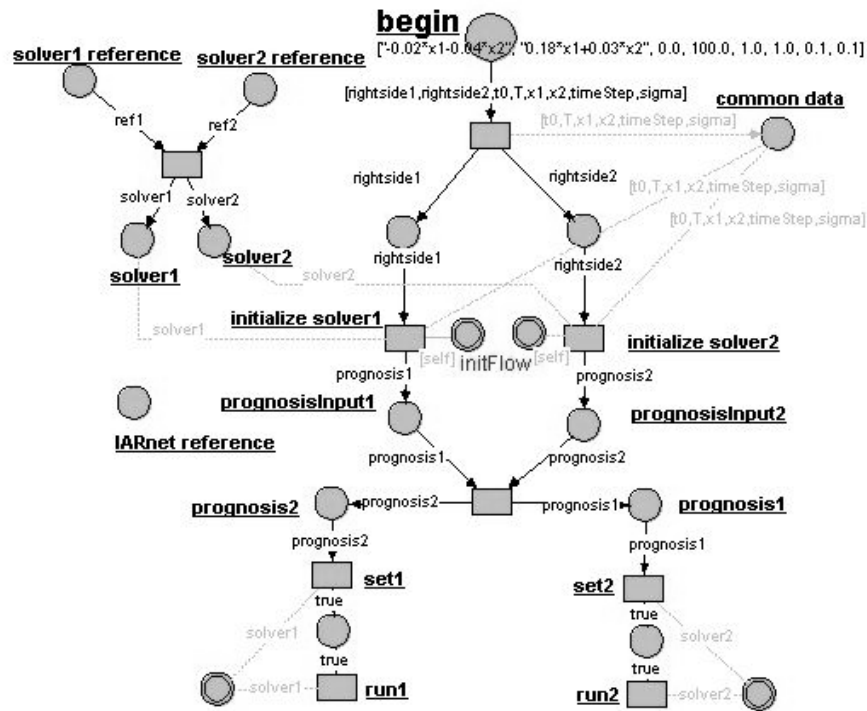 begin
["-0.02*x1-0.04*x2", "0.18*x1+0.03*x2", 0.0, 100.0, 1.0, 1.0, 0.1, 0.1]
solver1 reference
solver2 reference
[rightside1,rightside2,t0,T,x1,x2,timeStep,sigma]
common data
ref1
ref2
[t0,T,x1,x2,timeStep,sigma]
solver1
solver2
rightside1
rightside2
[t0,T,x1,x2,timeStep,sigma]
[t0,T,x1,x2,timeStep,sigma]
solver1
solver2
rightside1
rightside2
solver2
solver1
initialize solver1
initialize solver2
[self]
initFlow
[self]
prognosis1
prognosis2
prognosisInput1
prognosisInput2
IARnet reference
prognosis1
prognosis2
prognosis2
prognosis2
prognosis1
prognosis1
prognosis2
prognosis1
set1
set2
true
true
solver1
solver2
true
true
solver1
run1
run2
solver2